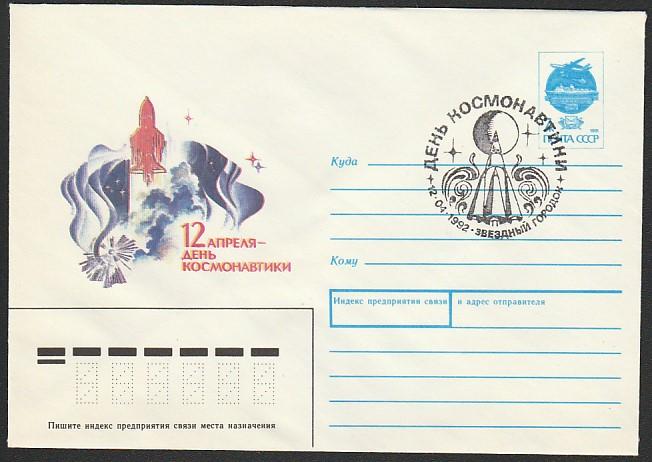 ПОЧТА СССР
ДЕНЬ КОСМОНАВТИКИ
12-04-1992 - ЗВЕЗДНЫЙ ГОРОДОК
Куда
12 АПРЕЛЯ–
ДЕНЬ
КОСМОНАВТИКИ
Кому
Индекс предприятия связи и адрес отправителя
Пишите индекс предприятия связи места назначения